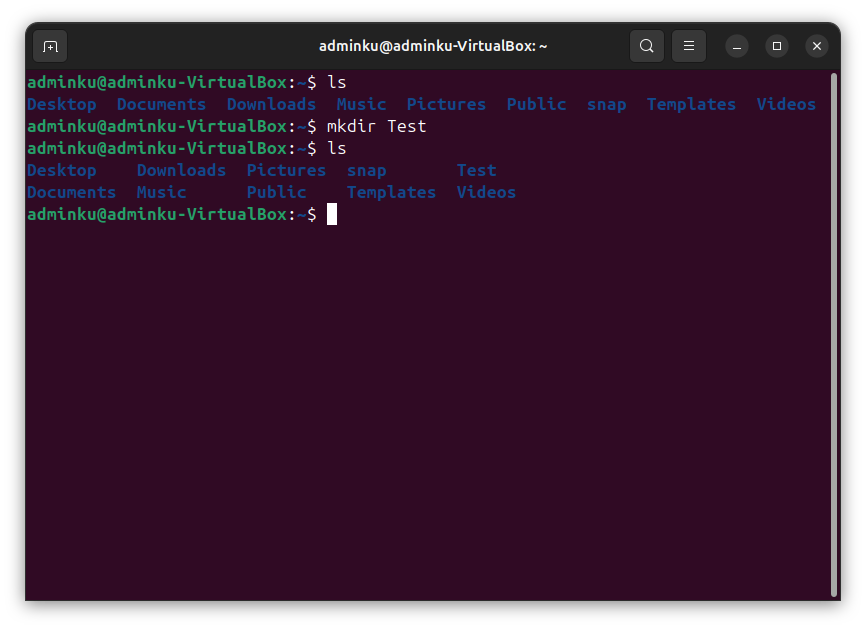 adminku@adminku-VirtualBox: ~
adminku@adminku-VirtualBox:~$ ls
Desktop  Documents  Downloads  Music  Pictures  Public  snap  Templates  Videos
adminku@adminku-VirtualBox:~$ mkdir Test
adminku@adminku-VirtualBox:~$ ls
Desktop    Downloads  Pictures  snap       Test
Documents  Music      Public    Templates  Videos
adminku@adminku-VirtualBox:~$